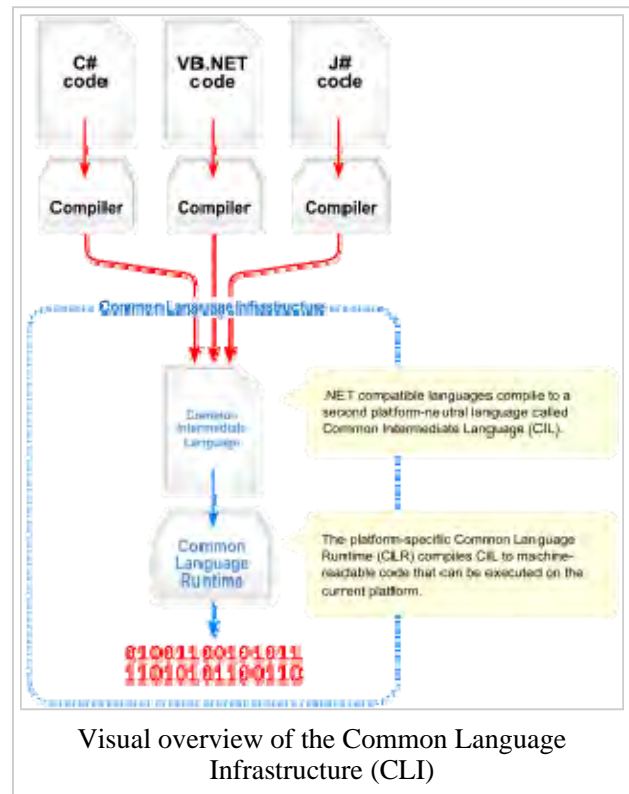 C#
code
VB.NET
code
J#
code
Compiler
Compiler
Compiler
Common Language Infrastructure
Common
Intermediate
Language
.NET compatible languages compile to a
second platform-neutral language called
Common Intermediate Language (CIL).
Common
Language
Runtime
The platform-specific Common Language
Runtime (CLR) compiles CIL to machine-
readable code that can be executed on the
current platform.
01001100101011
11010101100110
Visual overview of the Common Language
Infrastructure (CLI)